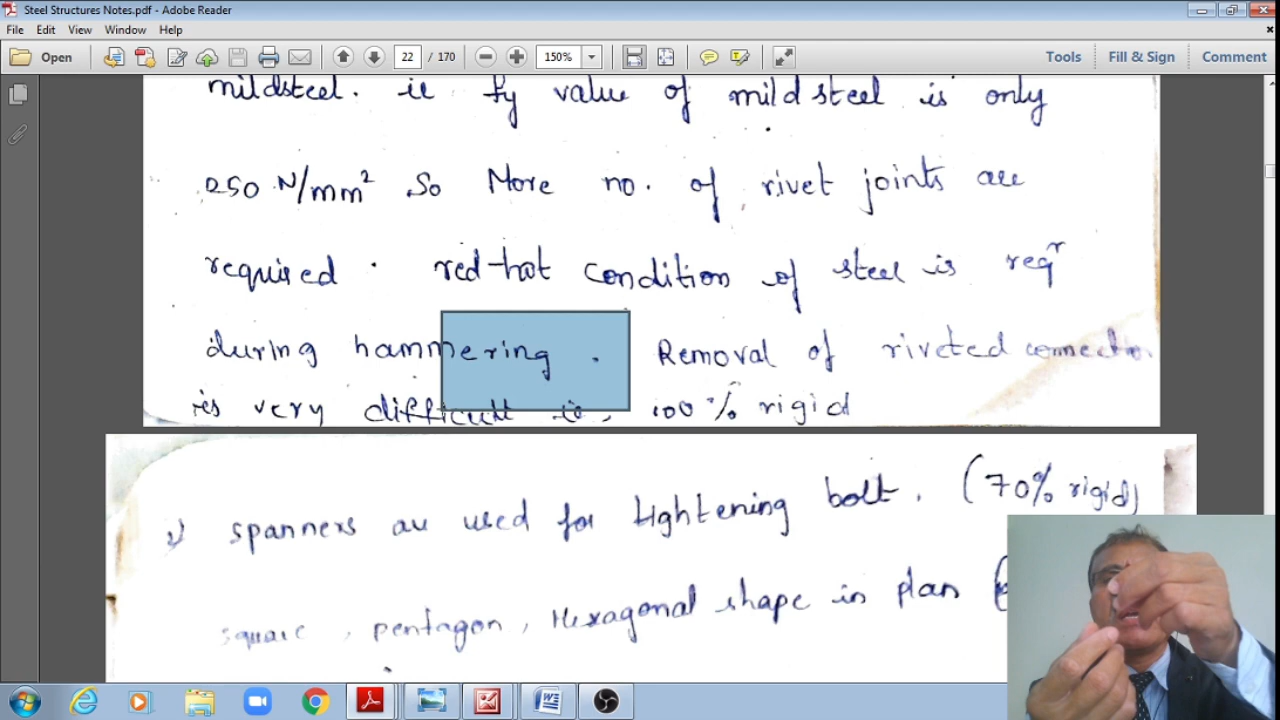 Steel Structures Notes.pdf - Adobe Reader
File Edit View Window Help
Open 22 / 170 150% Tools Fill & Sign Comment
mildsteel. ie fy value of mild steel is only
250 N/mm² So More no. of rivet joints are
required. red-hot condition of steel is reqr
during hammering. Removal of riveted connection
is very difficult ie, 100% rigid
2) spanners are used for tightening bolt. (70% rigid)
square, pentagon, Hexagonal shape in plan